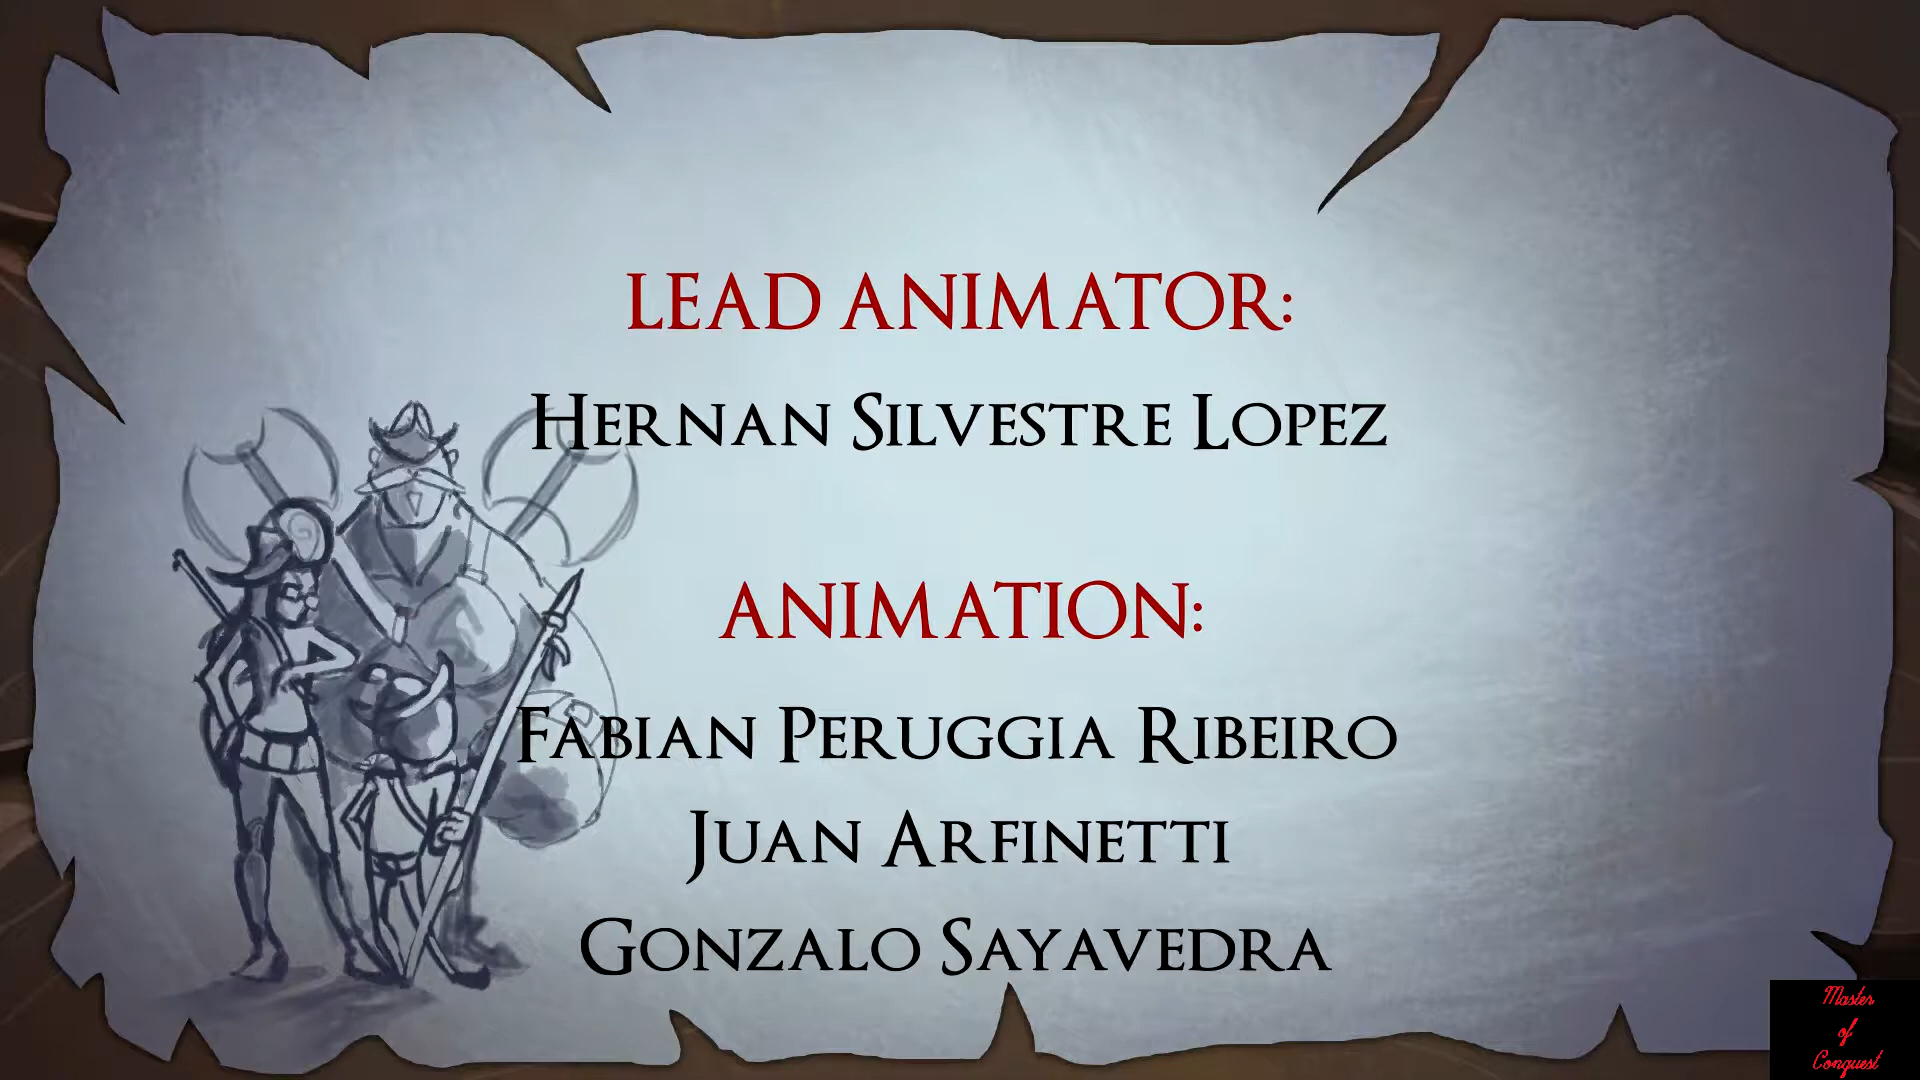 LEAD ANIMATOR:
HERNAN SILVESTRE LOPEZ
ANIMATION:
FABIAN PERUGGIA RIBEIRO
JUAN ARFINETTI
GONZALO SAYAVEDRA
Master
of
Conquest